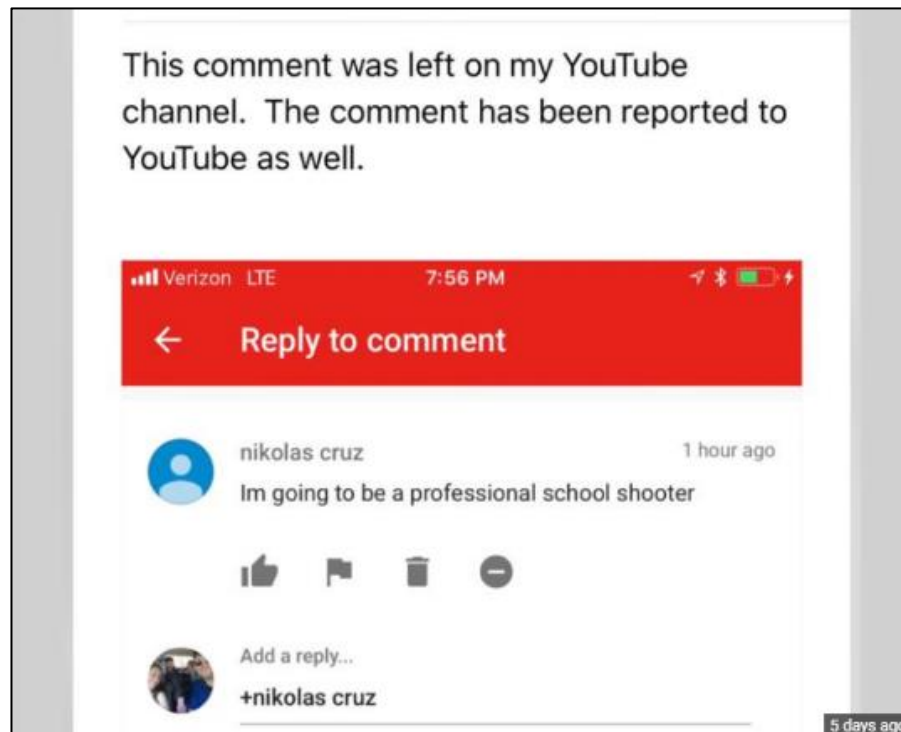 This comment was left on my YouTube
channel.  The comment has been reported to
YouTube as well.
Verizon LTE 7:56 PM
Reply to comment
nikolas cruz 1 hour ago
Im going to be a professional school shooter
Add a reply...
+nikolas cruz
5 days ago